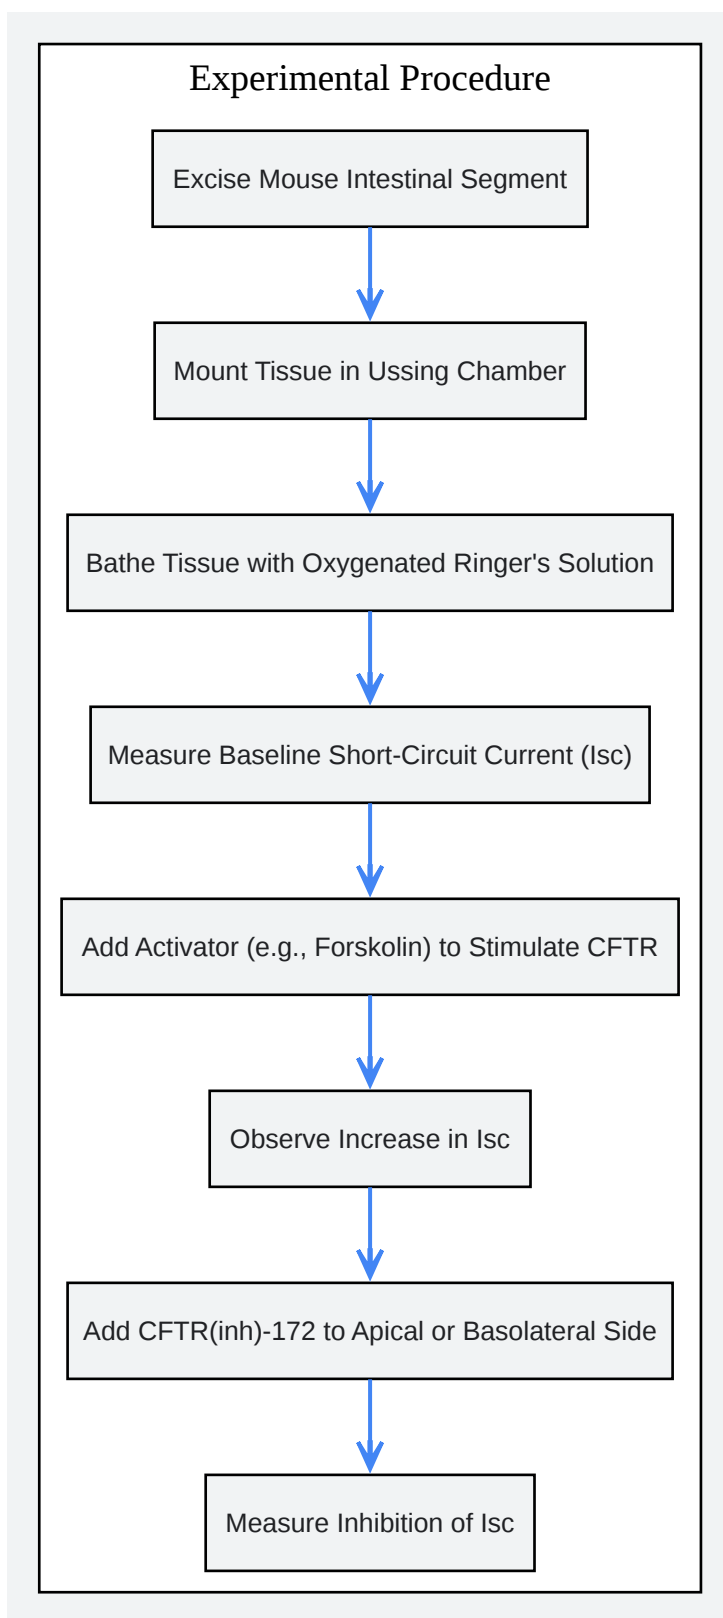 Experimental Procedure
Excise Mouse Intestinal Segment
Mount Tissue in Ussing Chamber
Bathe Tissue with Oxygenated Ringer's Solution
Measure Baseline Short-Circuit Current (Isc)
Add Activator (e.g., Forskolin) to Stimulate CFTR
Observe Increase in Isc
Add CFTR(inh)-172 to Apical or Basolateral Side
Measure Inhibition of Isc